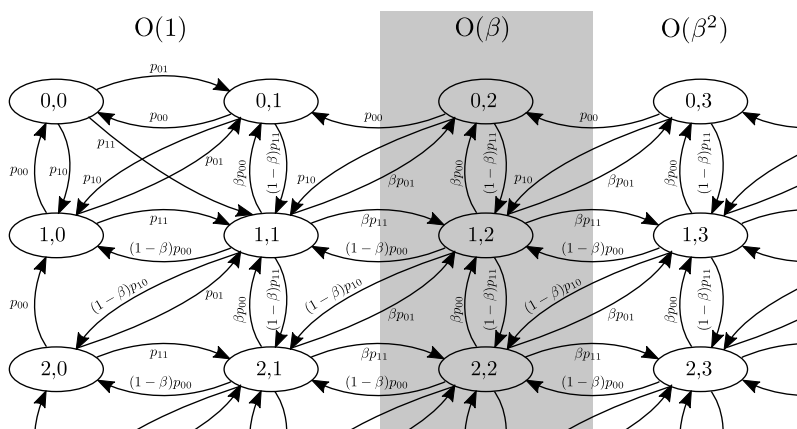 O(1) O(β) O(β²)
p₀₁
0,0 0,1 0,2 0,3
p₀₀ p₀₀ p₀₀
p₁₁
p₀₀ p₁₀ p₁₀ p₀₁ βp₀₀ (1 − β)p₁₁ p₁₀ βp₀₁ βp₀₀ (1 − β)p₁₁ p₁₀ βp₀₁ βp₀₀ (1 − β)p₁₁
p₁₁ βp₁₁ βp₁₁
1,0 1,1 1,2 1,3
(1 − β)p₀₀ (1 − β)p₀₀ (1 − β)p₀₀
p₀₀ (1 − β)p₁₀ p₀₁ βp₀₀ (1 − β)p₁₁ (1 − β)p₁₀ βp₀₁ βp₀₀ (1 − β)p₁₁ (1 − β)p₁₀ βp₀₁ βp₀₀ (1 − β)p₁₁
p₁₁ βp₁₁ βp₁₁
2,0 2,1 2,2 2,3
(1 − β)p₀₀ (1 − β)p₀₀ (1 − β)p₀₀